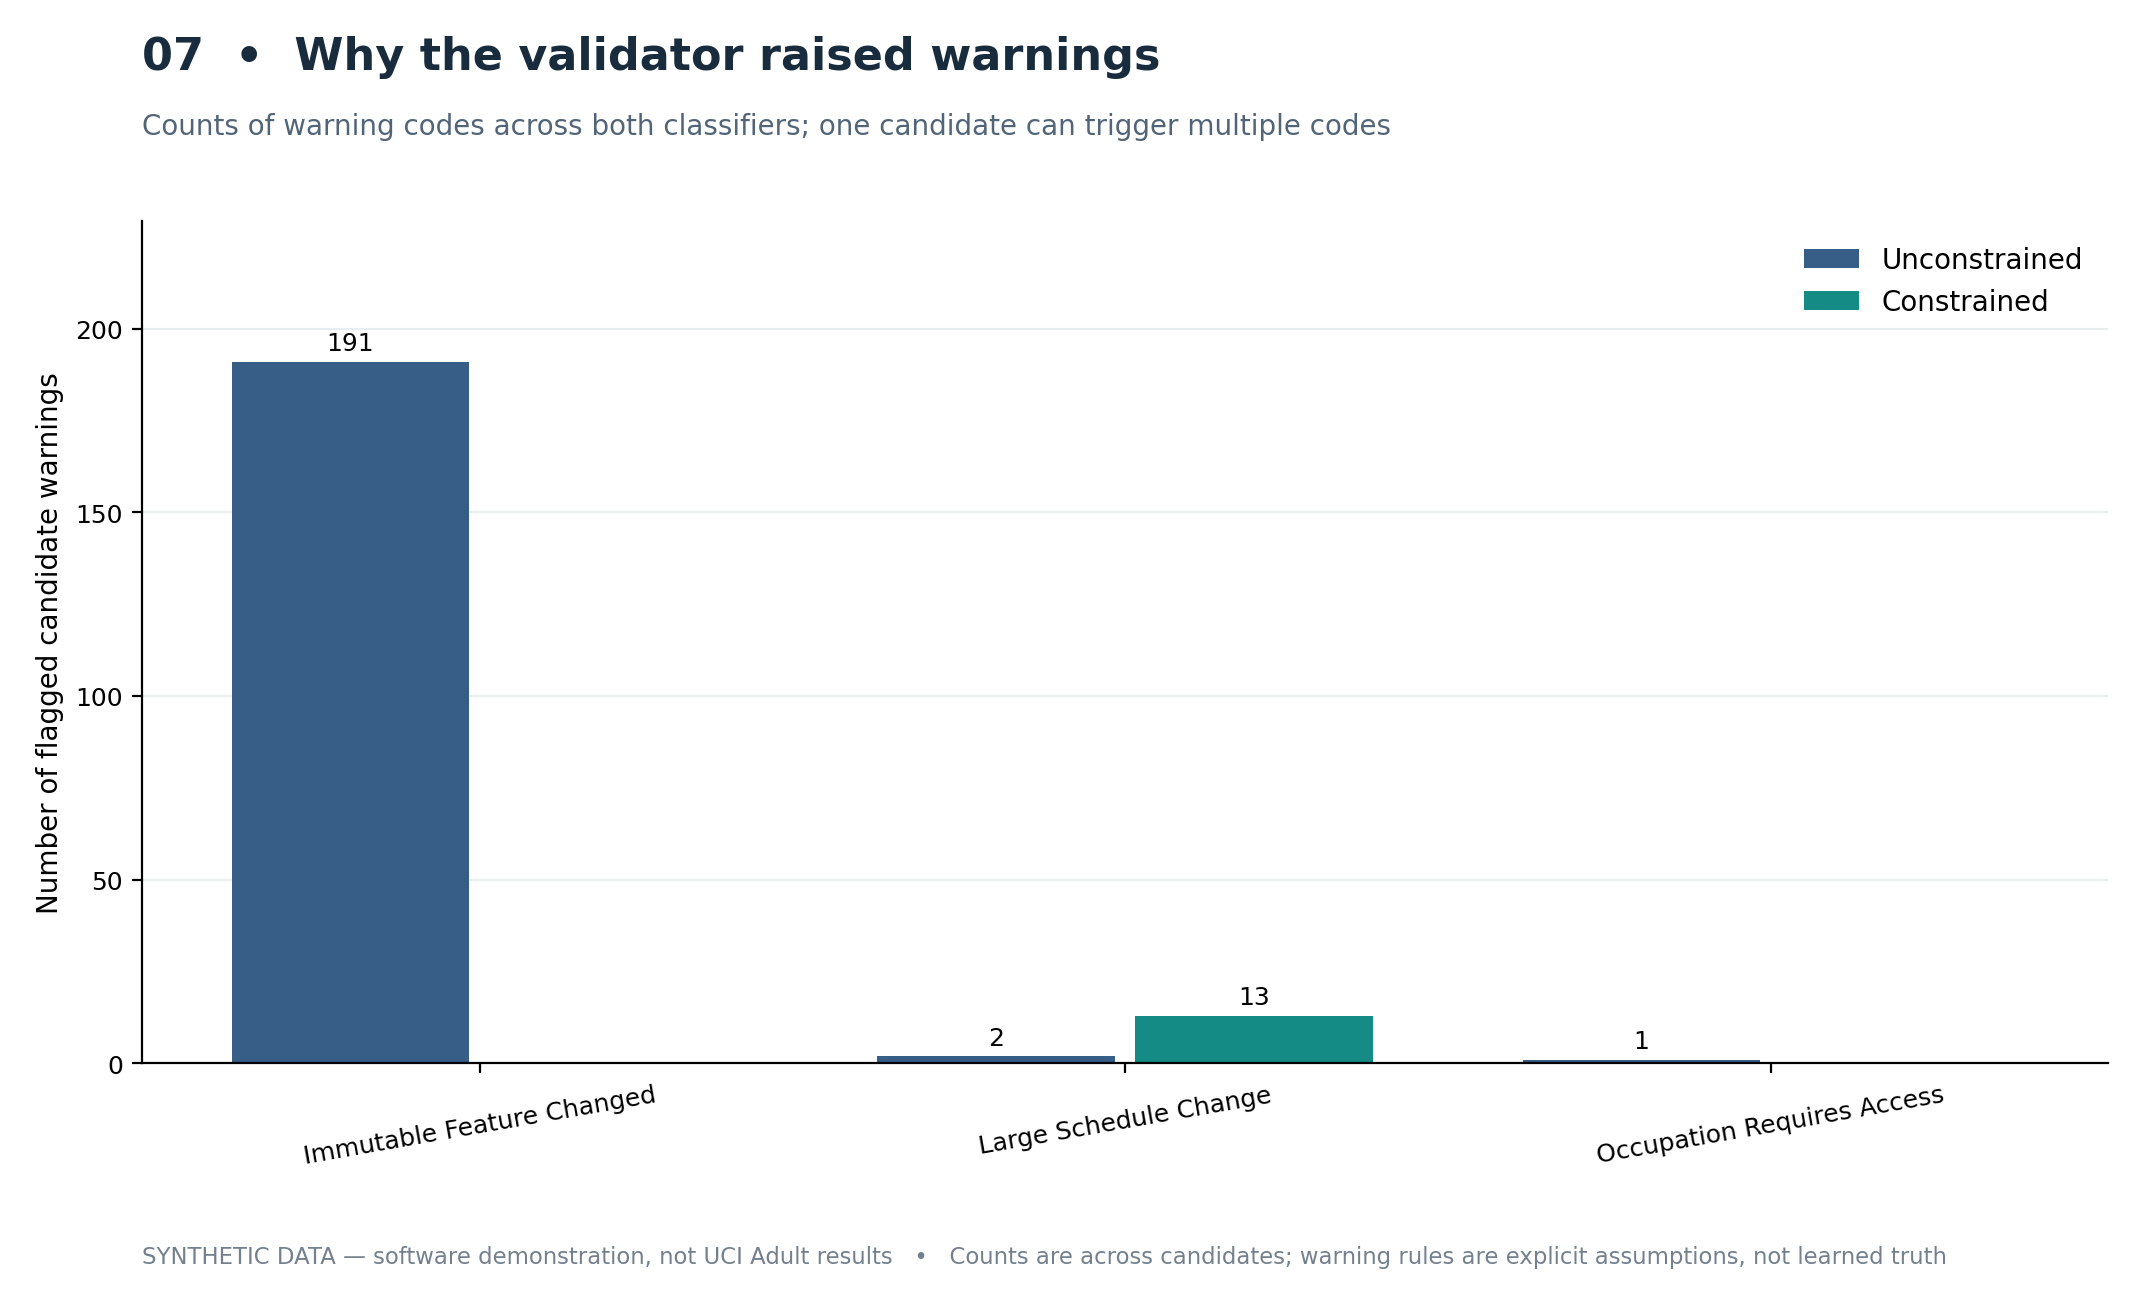 07 • Why the validator raised warnings
Counts of warning codes across both classifiers; one candidate can trigger multiple codes
Unconstrained
Constrained
Number of flagged candidate warnings
200
150
100
50
0
191
2
13
1
Immutable Feature Changed
Large Schedule Change
Occupation Requires Access
SYNTHETIC DATA — software demonstration, not UCI Adult results • Counts are across candidates; warning rules are explicit assumptions, not learned truth